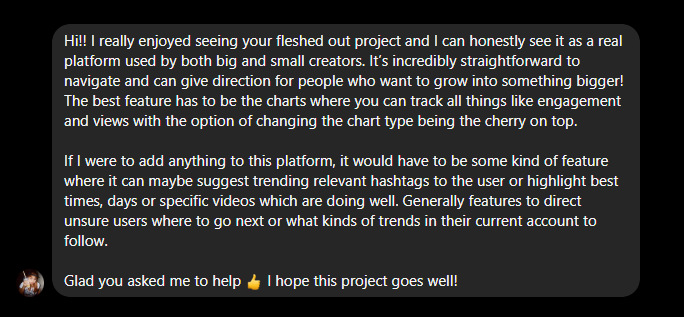 Hi!! I really enjoyed seeing your fleshed out project and I can honestly see it as a real
platform used by both big and small creators. It's incredibly straightforward to
navigate and can give direction for people who want to grow into something bigger!
The best feature has to be the charts where you can track all things like engagement
and views with the option of changing the chart type being the cherry on top.

If I were to add anything to this platform, it would have to be some kind of feature
where it can maybe suggest trending relevant hashtags to the user or highlight best
times, days or specific videos which are doing well. Generally features to direct
unsure users where to go next or what kinds of trends in their current account to
follow.

Glad you asked me to help 👍 I hope this project goes well!